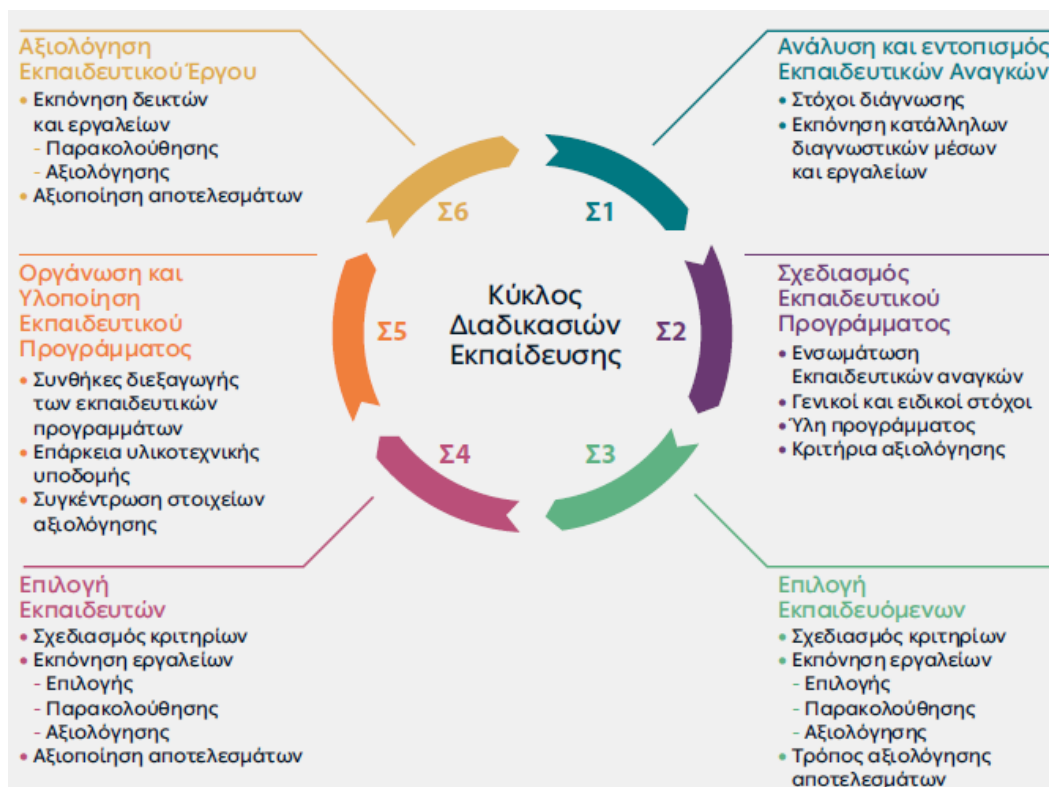 Αξιολόγηση
Εκπαιδευτικού Έργου
• Εκπόνηση δεικτών
και εργαλείων
- Παρακολούθησης
- Αξιολόγησης
• Αξιοποίηση αποτελεσμάτων
Ανάλυση και εντοπισμός
Εκπαιδευτικών Αναγκών
• Στόχοι διάγνωσης
• Εκπόνηση κατάλληλων
διαγνωστικών μέσων
και εργαλείων
Σ6
Σ1
Οργάνωση και
Υλοποίηση
Εκπαιδευτικού
Προγράμματος
• Συνθήκες διεξαγωγής
των εκπαιδευτικών
προγραμμάτων
• Επάρκεια υλικοτεχνικής
υποδομής
• Συγκέντρωση στοιχείων
αξιολόγησης
Σ5
Κύκλος
Διαδικασιών
Εκπαίδευσης
Σ2
Σχεδιασμός
Εκπαιδευτικού
Προγράμματος
• Ενσωμάτωση
Εκπαιδευτικών αναγκών
• Γενικοί και ειδικοί στόχοι
• Ύλη προγράμματος
• Κριτήρια αξιολόγησης
Σ4
Σ3
Επιλογή
Εκπαιδευτών
• Σχεδιασμός κριτηρίων
• Εκπόνηση εργαλείων
- Επιλογής
- Παρακολούθησης
- Αξιολόγησης
• Αξιοποίηση αποτελεσμάτων
Επιλογή
Εκπαιδευόμενων
• Σχεδιασμός κριτηρίων
• Εκπόνηση εργαλείων
- Επιλογής
- Παρακολούθησης
- Αξιολόγησης
• Τρόπος αξιολόγησης
αποτελεσμάτων